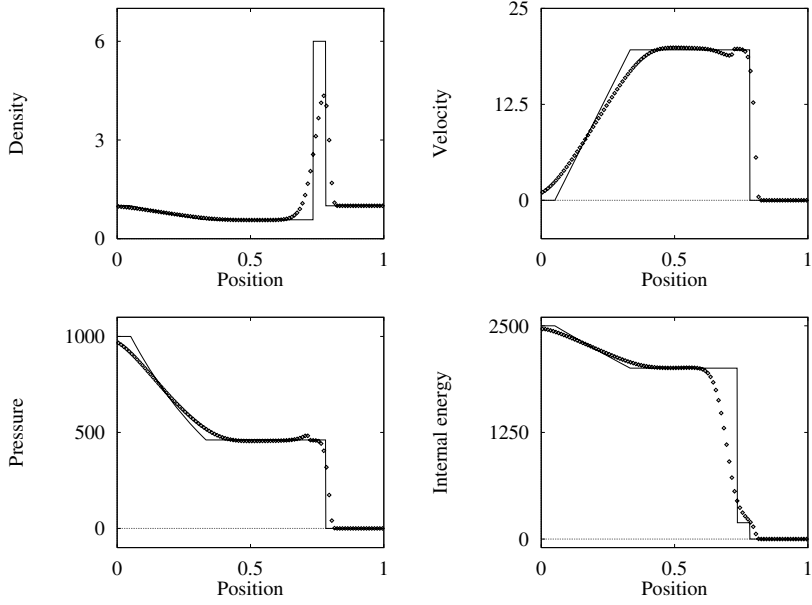 6
3
0
Density
0 0.5 1
Position
25
12.5
0
Velocity
0 0.5 1
Position
1000
500
0
Pressure
0 0.5 1
Position
2500
1250
0
Internal energy
0 0.5 1
Position